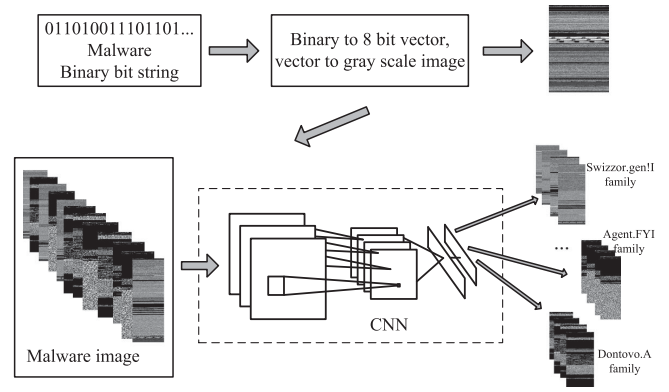 011010011101101...
Malware
Binary bit string
Binary to 8 bit vector,
vector to gray scale image
Swizzor.gen!I
family
Agent.FYI
family
...
CNN
Malware image
Dontovo.A
family